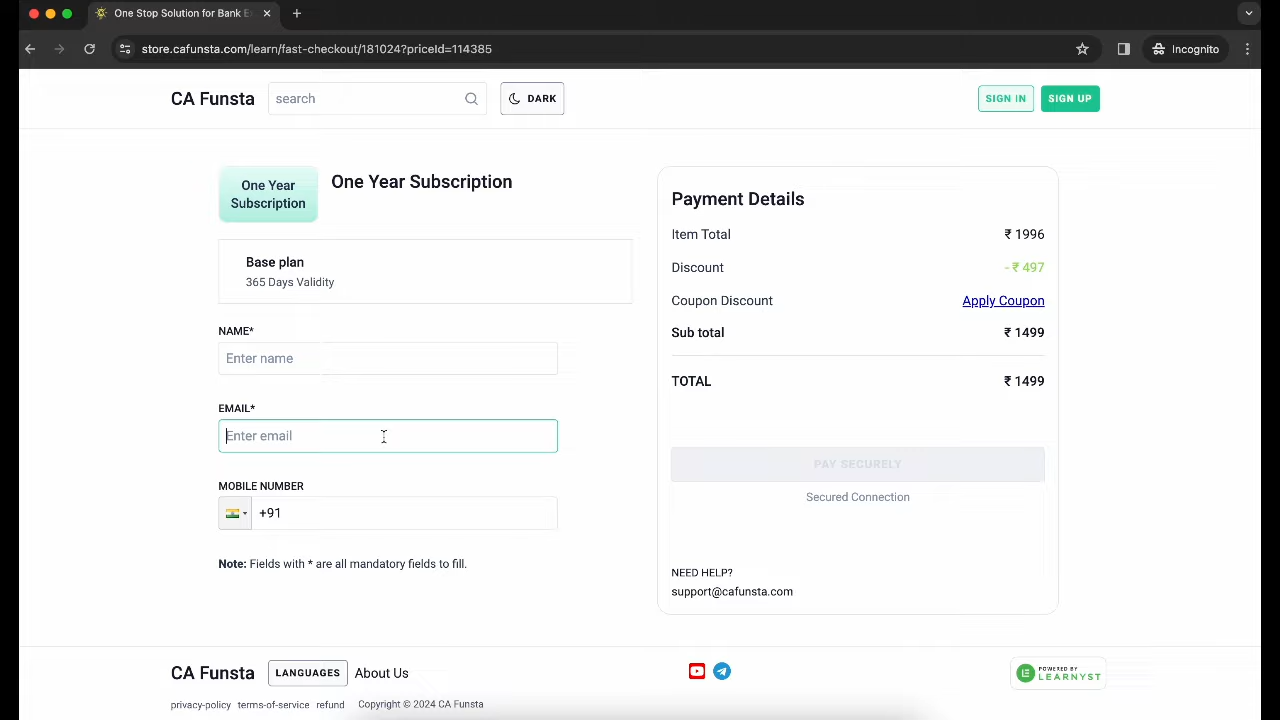 One Stop Solution for Bank E
store.cafunsta.com/learn/fast-checkout/181024?priceId=114385
Incognito
CA Funsta
search
DARK
SIGN IN
SIGN UP
One Year
Subscription
One Year Subscription
Base plan
365 Days Validity
NAME*
Enter name
EMAIL*
Enter email
MOBILE NUMBER
+91
Note: Fields with * are all mandatory fields to fill.
Payment Details
Item Total ₹ 1996
Discount - ₹ 497
Coupon Discount Apply Coupon
Sub total ₹ 1499
TOTAL ₹ 1499
PAY SECURELY
Secured Connection
NEED HELP?
support@cafunsta.com
CA Funsta
LANGUAGES
About Us
POWERED BY
LEARNYST
privacy-policy terms-of-service refund Copyright © 2024 CA Funsta